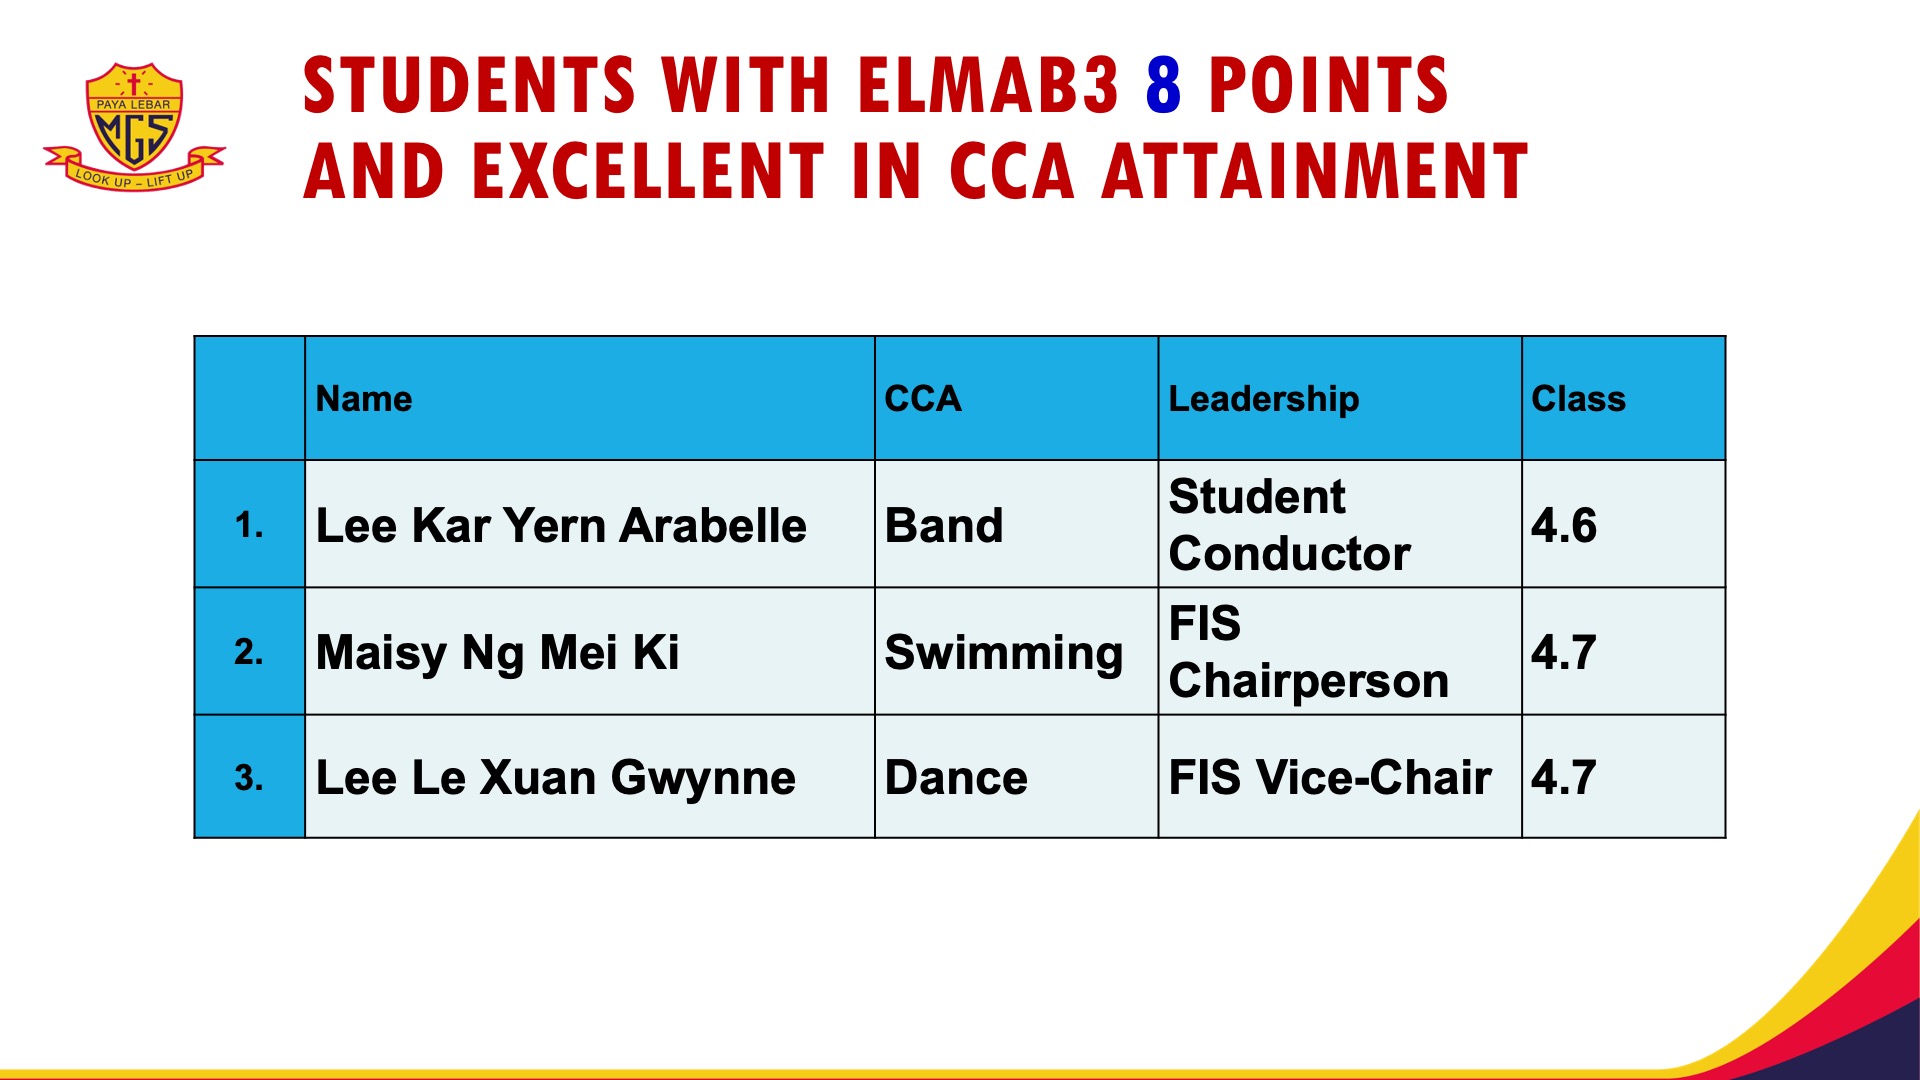 PAYA LEBAR
MGS
LOOK UP – LIFT UP
STUDENTS WITH ELMAB3 8 POINTS
AND EXCELLENT IN CCA ATTAINMENT
Name CCA Leadership Class
1. Lee Kar Yern Arabelle Band Student Conductor 4.6
2. Maisy Ng Mei Ki Swimming FIS Chairperson 4.7
3. Lee Le Xuan Gwynne Dance FIS Vice-Chair 4.7